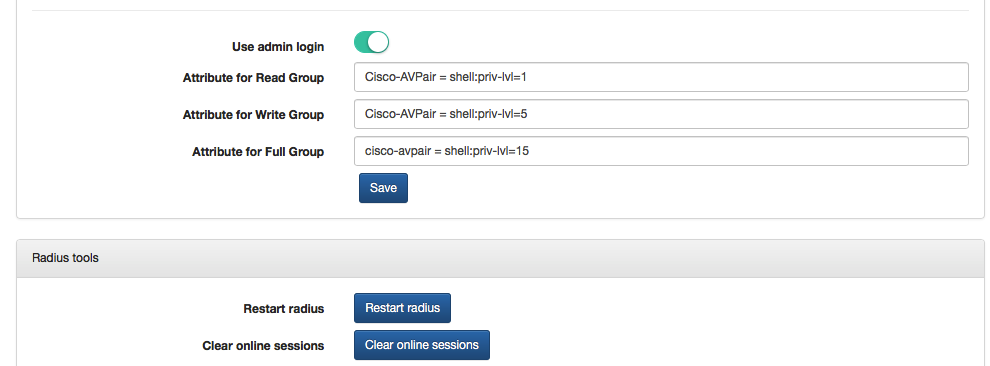 Use admin login
Attribute for Read Group Cisco-AVPair = shell:priv-lvl=1
Attribute for Write Group Cisco-AVPair = shell:priv-lvl=5
Attribute for Full Group cisco-avpair = shell:priv-lvl=15
Save
Radius tools
Restart radius Restart radius
Clear online sessions Clear online sessions